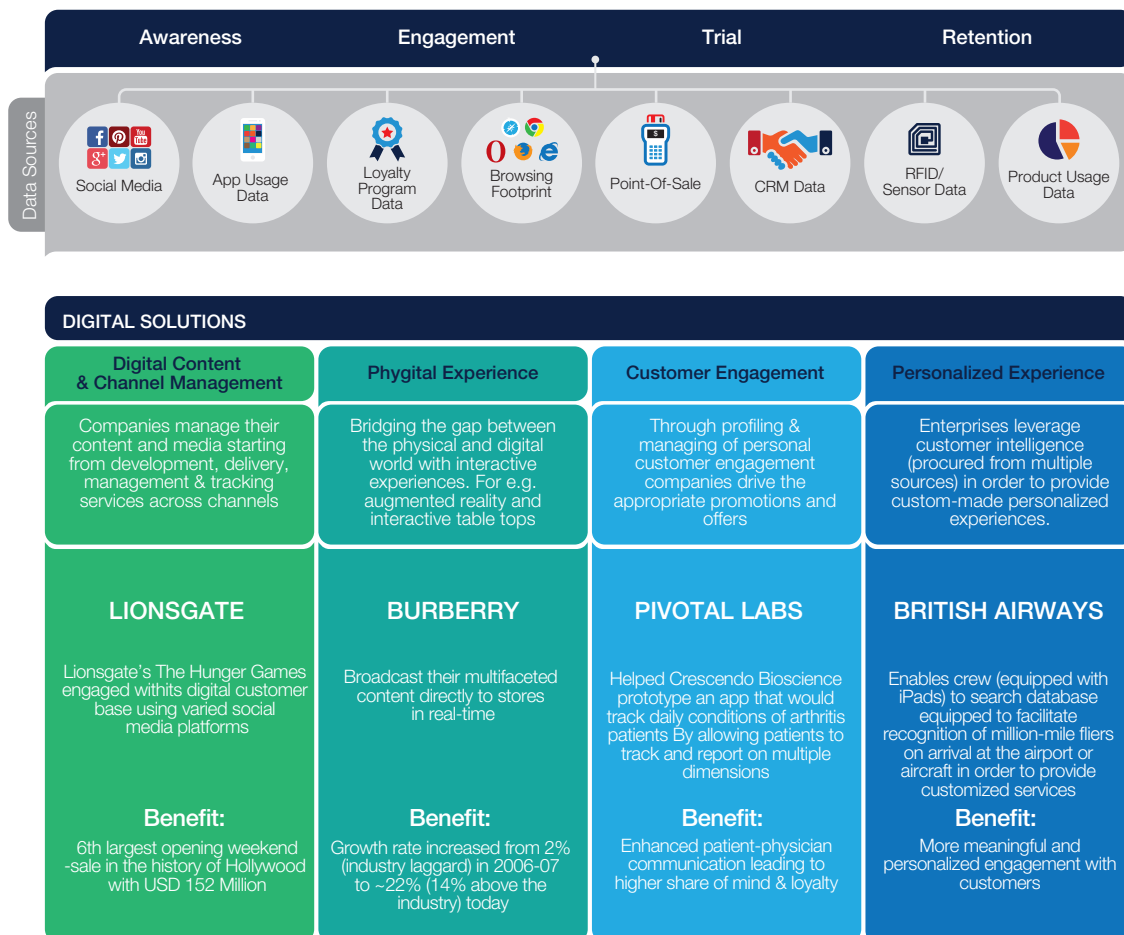 Awareness
Engagement
Trial
Retention
Data Sources
Social Media
App Usage
Data
Loyalty
Program
Data
Browsing
Footprint
Point-Of-Sale
CRM Data
RFID/
Sensor Data
Product Usage
Data
DIGITAL SOLUTIONS
Digital Content
& Channel Management
Companies manage their
content and media starting
from development, delivery,
management & tracking
services across channels
LIONSGATE
Lionsgate's The Hunger Games
engaged withits digital customer
base using varied social
media platforms
Benefit:
6th largest opening weekend
-sale in the history of Hollywood
with USD 152 Million
Phygital Experience
Bridging the gap between
the physical and digital
world with interactive
experiences. For e.g.
augmented reality and
interactive table tops
BURBERRY
Broadcast their multifaceted
content directly to stores
in real-time
Benefit:
Growth rate increased from 2%
(industry laggard) in 2006-07
to ~22% (14% above the
industry) today
Customer Engagement
Through profiling &
managing of personal
customer engagement
companies drive the
appropriate promotions and
offers
PIVOTAL LABS
Helped Crescendo Bioscience
prototype an app that would
track daily conditions of arthritis
patients By allowing patients to
track and report on multiple
dimensions
Benefit:
Enhanced patient-physician
communication leading to
higher share of mind & loyalty
Personalized Experience
Enterprises leverage
customer intelligence
(procured from multiple
sources) in order to provide
custom-made personalized
experiences.
BRITISH AIRWAYS
Enables crew (equipped with
iPads) to search database
equipped to facilitate
recognition of million-mile fliers
on arrival at the airport or
aircraft in order to provide
customized services
Benefit:
More meaningful and
personalized engagement with
customers